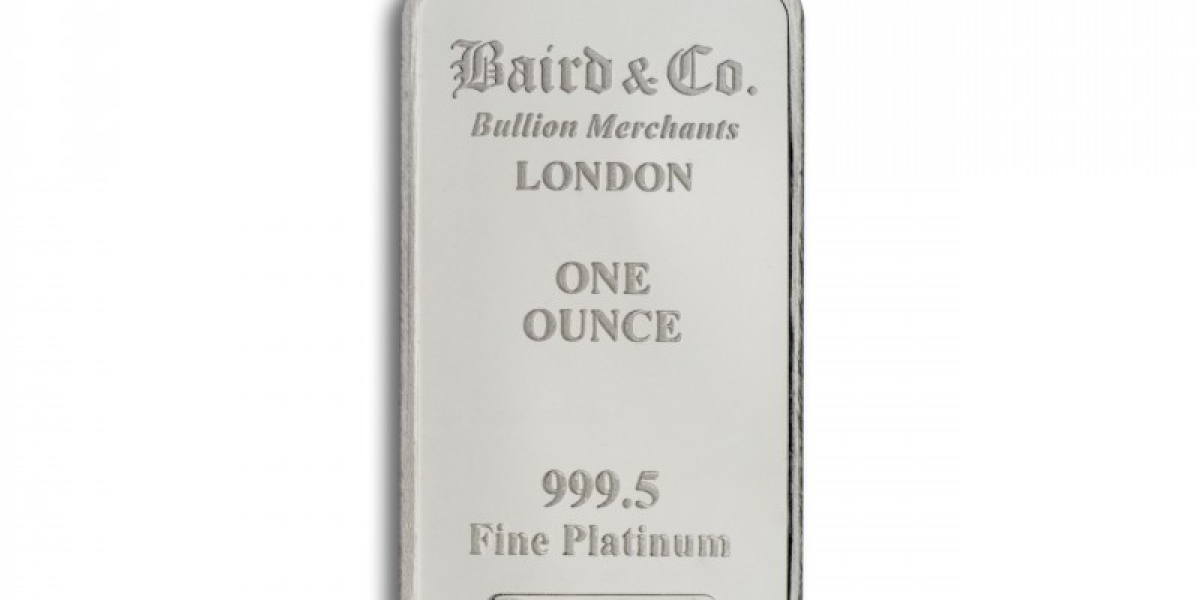 Baird & Co.
Bullion Merchants
LONDON
ONE
OUNCE
999.5
Fine Platinum